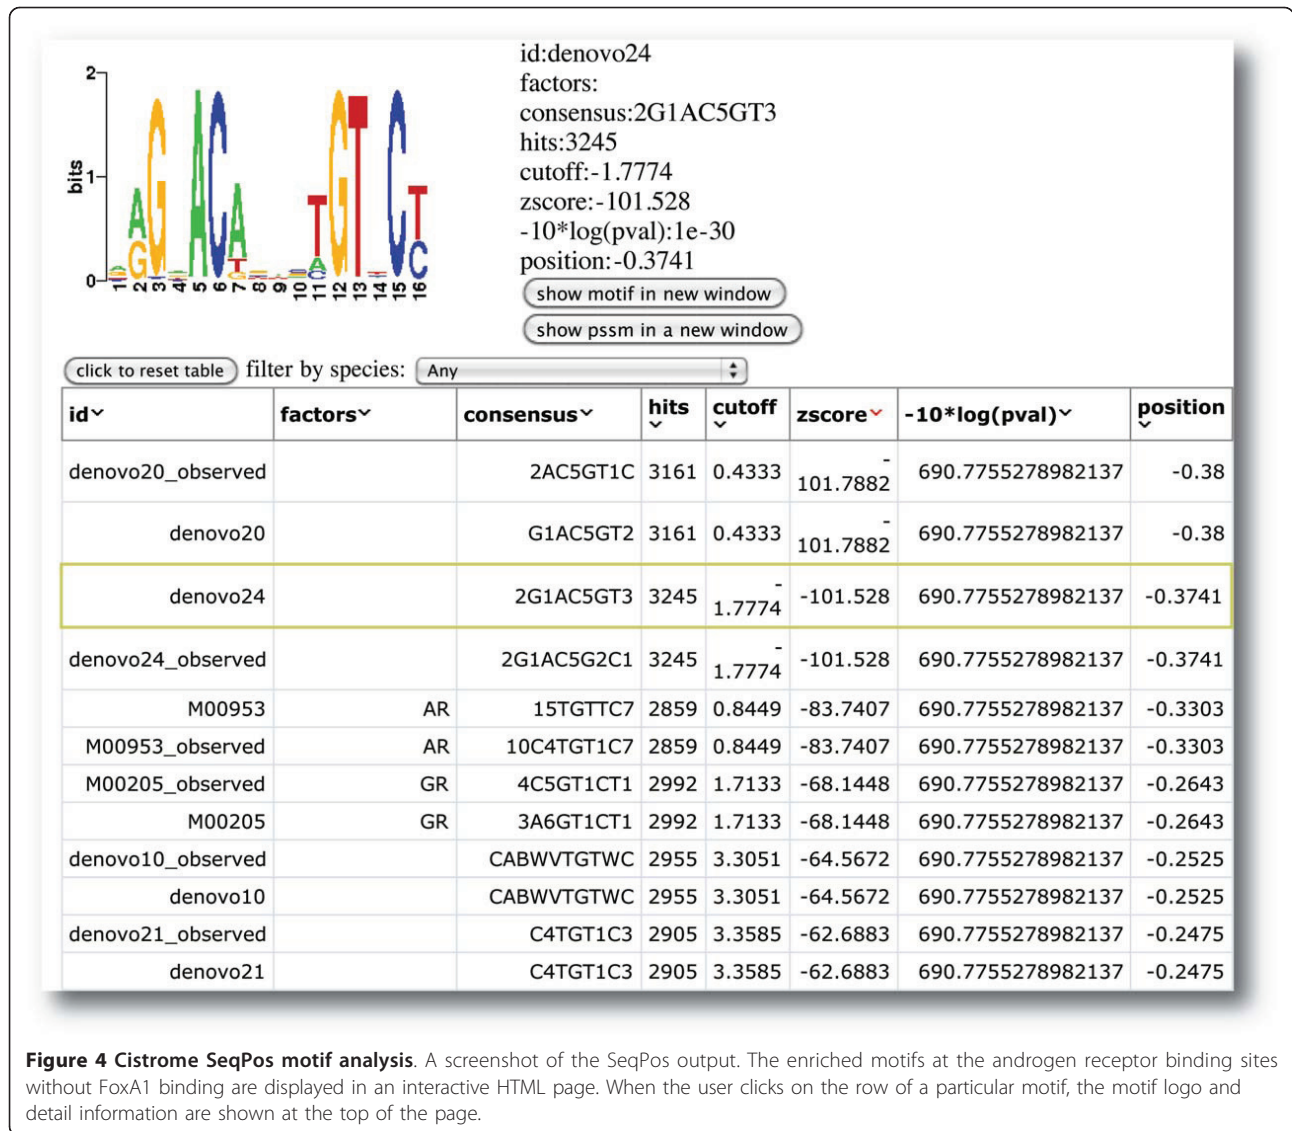 id:denovo24
factors:
consensus:2G1AC5GT3
hits:3245
cutoff:-1.7774
zscore:-101.528
-10*log(pval):1e-30
position:-0.3741
show motif in new window
show pssm in a new window
2
bits
1
0
AGACATGTCT
GTAC
1 2 3 4 5 6 7 8 9 10 11 12 13 14 15 16
click to reset table filter by species: Any
id factors consensus hits cutoff zscore -10*log(pval) position
denovo20_observed 2AC5GT1C 3161 0.4333 -101.7882 690.7755278982137 -0.38
denovo20 G1AC5GT2 3161 0.4333 -101.7882 690.7755278982137 -0.38
denovo24 2G1AC5GT3 3245 -1.7774 -101.528 690.7755278982137 -0.3741
denovo24_observed 2G1AC5G2C1 3245 -1.7774 -101.528 690.7755278982137 -0.3741
M00953 AR 15TGTTC7 2859 0.8449 -83.7407 690.7755278982137 -0.3303
M00953_observed AR 10C4TGT1C7 2859 0.8449 -83.7407 690.7755278982137 -0.3303
M00205_observed GR 4C5GT1CT1 2992 1.7133 -68.1448 690.7755278982137 -0.2643
M00205 GR 3A6GT1CT1 2992 1.7133 -68.1448 690.7755278982137 -0.2643
denovo10_observed CABWVTGTWC 2955 3.3051 -64.5672 690.7755278982137 -0.2525
denovo10 CABWVTGTWC 2955 3.3051 -64.5672 690.7755278982137 -0.2525
denovo21_observed C4TGT1C3 2905 3.3585 -62.6883 690.7755278982137 -0.2475
denovo21 C4TGT1C3 2905 3.3585 -62.6883 690.7755278982137 -0.2475
Figure 4 Cistrome SeqPos motif analysis. A screenshot of the SeqPos output. The enriched motifs at the androgen receptor binding sites
without FoxA1 binding are displayed in an interactive HTML page. When the user clicks on the row of a particular motif, the motif logo and
detail information are shown at the top of the page.